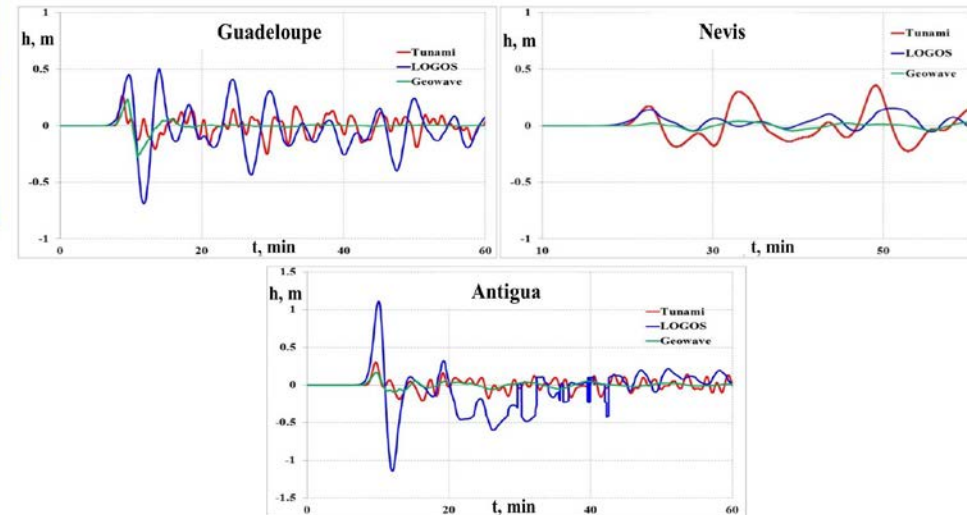 Guadeloupe
h, m
Tunami
LOGOS
Geowave
1
0.5
0
-0.5
-1
0
20
40
60
t, min
Nevis
h, m
Tunami
LOGOS
Geowave
1
0.5
0
-0.5
-1
10
30
50
t, min
Antigua
h, m
Tunami
LOGOS
Geowave
1.5
1
0.5
0
-0.5
-1
-1.5
0
20
40
60
t, min